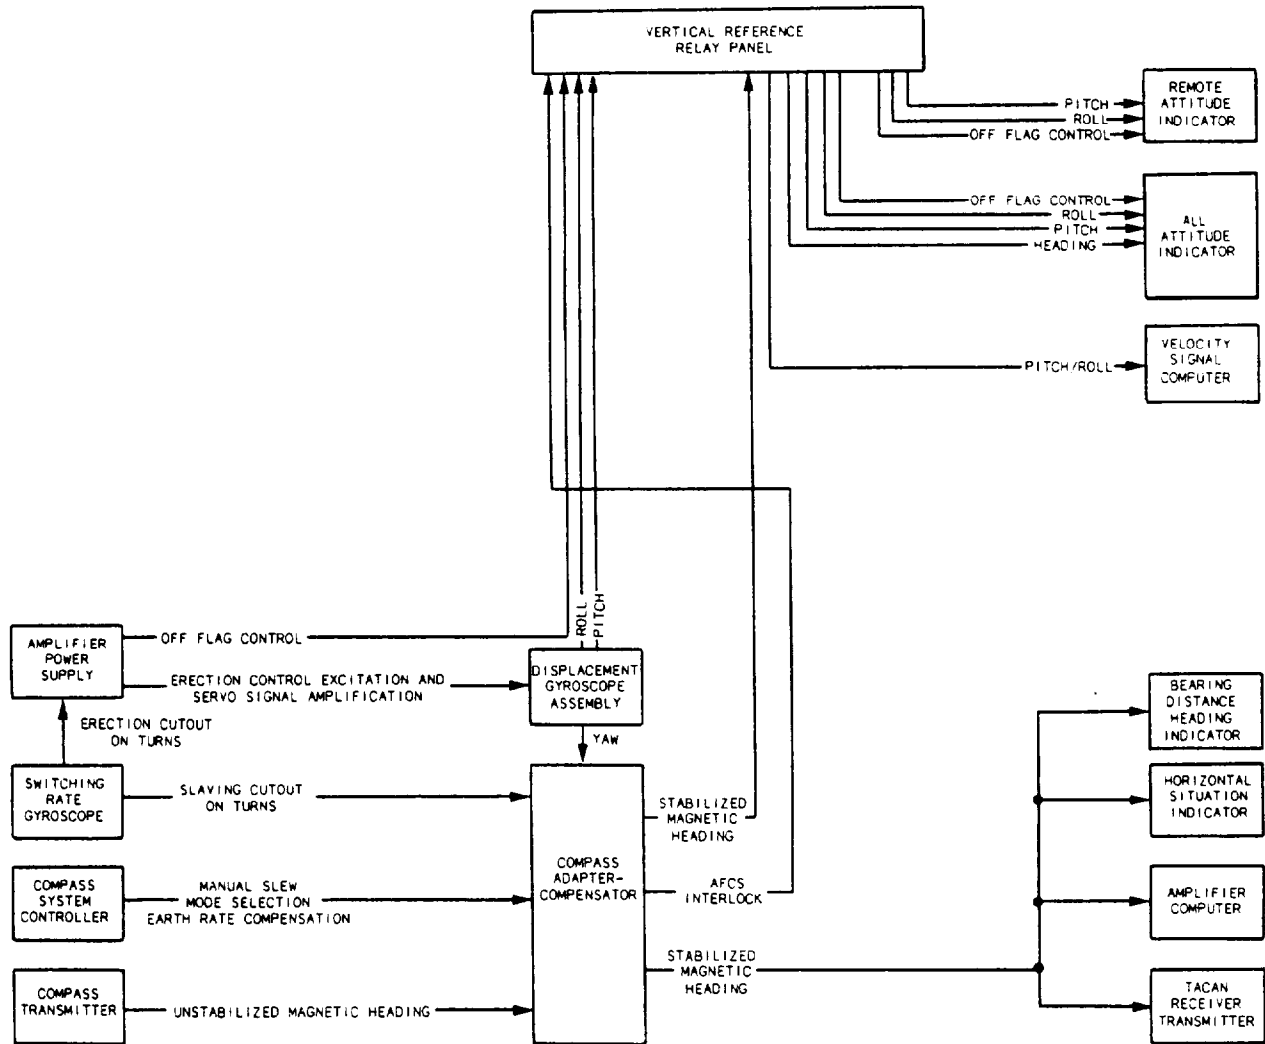 VERTICAL REFERENCE
RELAY PANEL
PITCH
ROLL
OFF FLAG CONTROL
REMOTE
ATTITUDE
INDICATOR
OFF FLAG CONTROL
ROLL
PITCH
HEADING
ALL
ATTITUDE
INDICATOR
PITCH/ROLL
VELOCITY
SIGNAL
COMPUTER
ROLL
PITCH
AMPLIFIER
POWER
SUPPLY
OFF FLAG CONTROL
ERECTION CONTROL EXCITATION AND
SERVO SIGNAL AMPLIFICATION
DISPLACEMENT
GYROSCOPE
ASSEMBLY
ERECTION CUTOUT
ON TURNS
YAW
SWITCHING
RATE
GYROSCOPE
SLAVING CUTOUT
ON TURNS
COMPASS
SYSTEM
CONTROLLER
MANUAL SLEW
MODE SELECTION
EARTH RATE COMPENSATION
COMPASS
TRANSMITTER
UNSTABILIZED MAGNETIC HEADING
COMPASS
ADAPTER-
COMPENSATOR
STABILIZED
MAGNETIC
HEADING
AFCS
INTERLOCK
STABILIZED
MAGNETIC
HEADING
BEARING
DISTANCE
HEADING
INDICATOR
HORIZONTAL
SITUATION
INDICATOR
AMPLIFIER
COMPUTER
TACAN
RECEIVER
TRANSMITTER